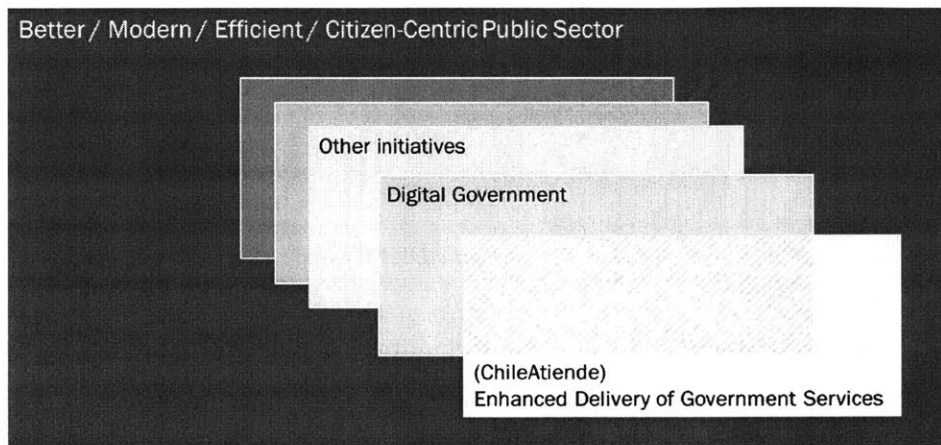 Better / Modern / Efficient / Citizen-Centric Public Sector
Other initiatives
Digital Government
(ChileAtiende)
Enhanced Delivery of Government Services